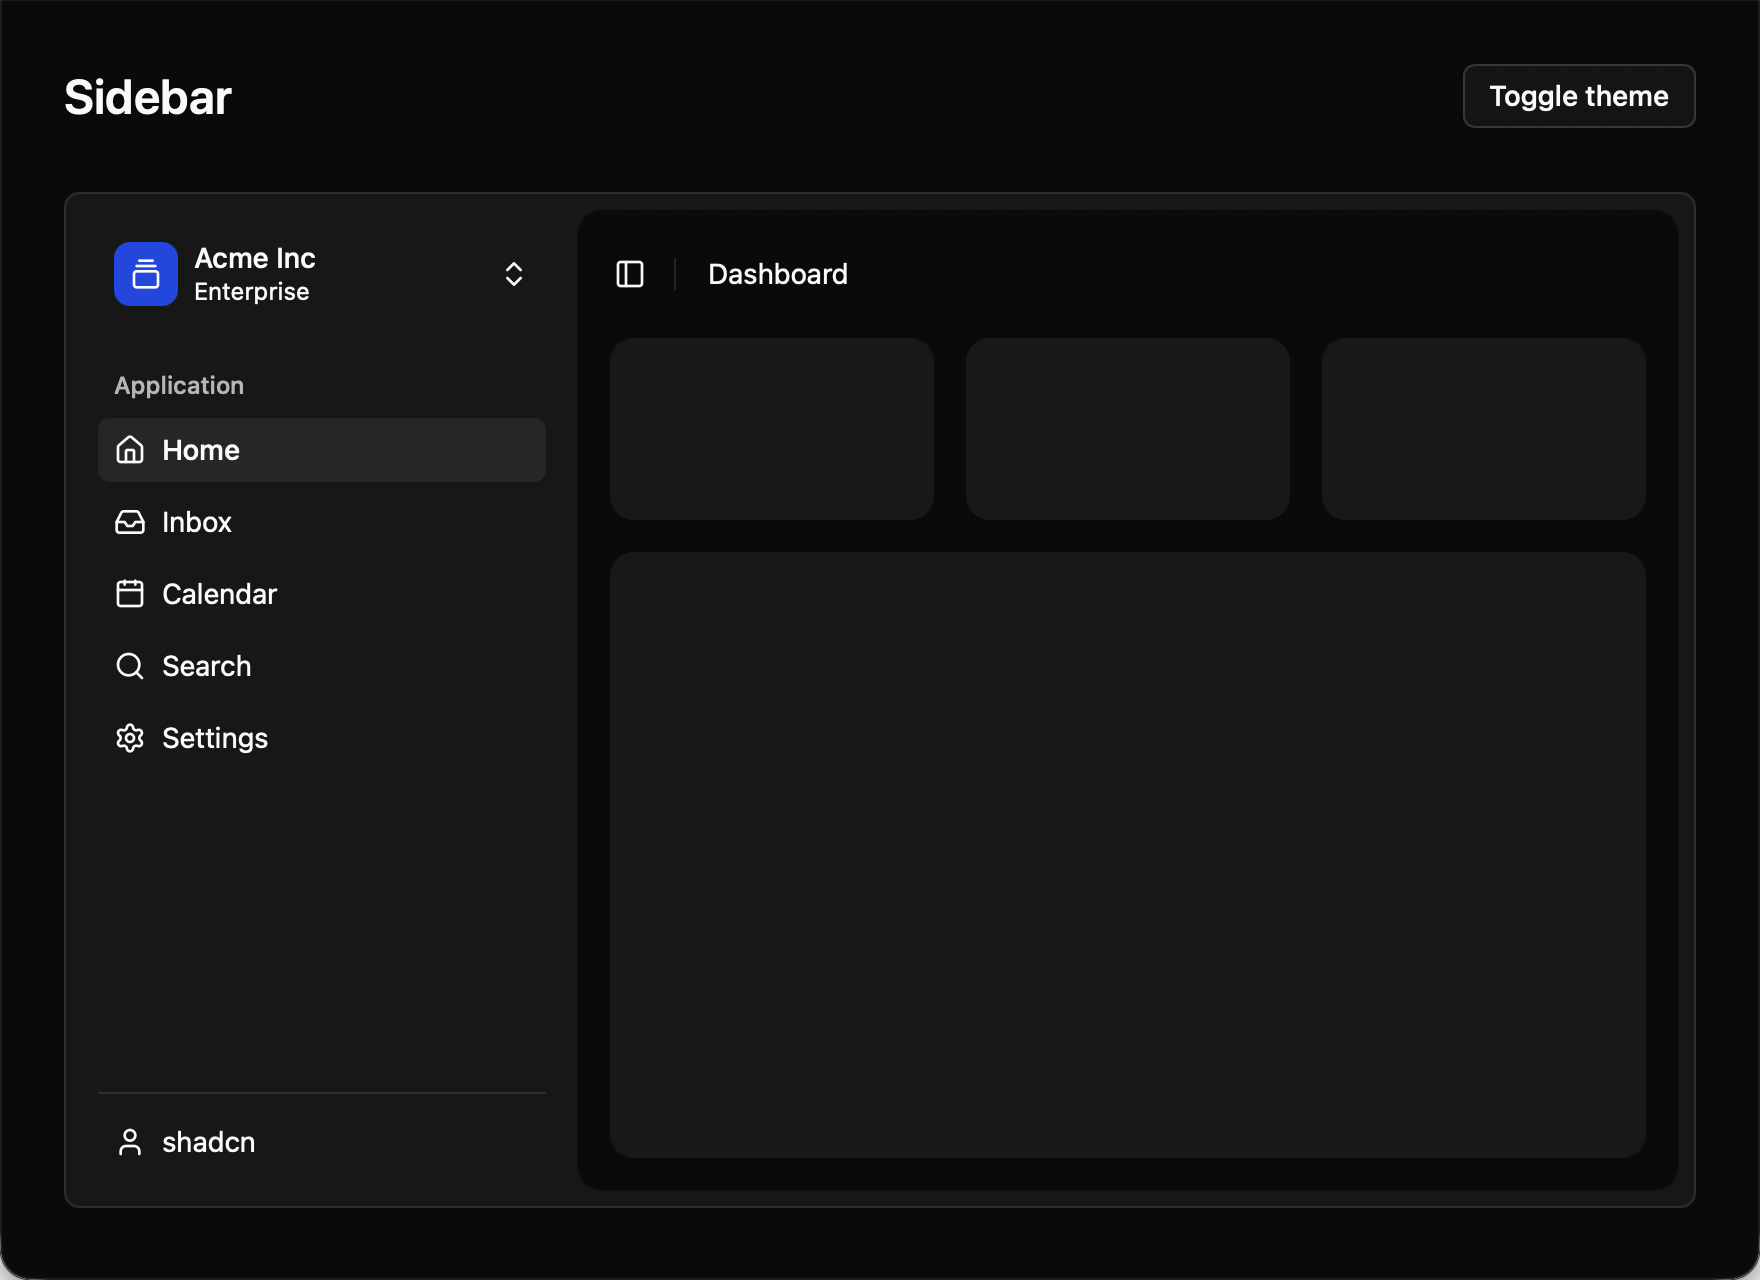 Sidebar
Toggle theme
Acme Inc
Enterprise
Application
Home
Inbox
Calendar
Search
Settings
shadcn
Dashboard